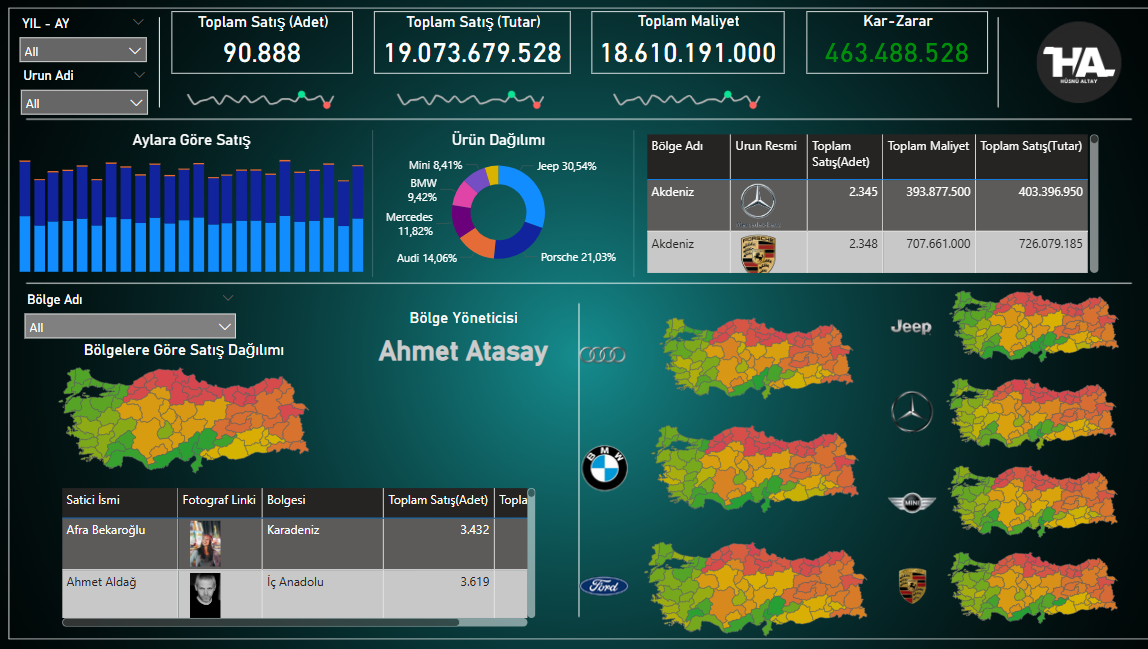 YIL - AY
All
Urun Adi
All
Toplam Satış (Adet)
90.888
Toplam Satış (Tutar)
19.073.679.528
Toplam Maliyet
18.610.191.000
Kar-Zarar
463.488.528
HA
HÜSNÜ ALTAY
Aylara Göre Satış
Ürün Dağılımı
Mini 8,41%
Jeep 30,54%
BMW
9,42%
Mercedes
11,82%
Audi 14,06%
Porsche 21,03%
Bölge Adı Urun Resmi Toplam Satış(Adet) Toplam Maliyet Toplam Satış(Tutar)
Akdeniz 2.345 393.877.500 403.396.950
Akdeniz PORSCHE 2.348 707.661.000 726.079.185
Bölge Adı
All
Bölgelere Göre Satış Dağılımı
Bölge Yöneticisi
Ahmet Atasay
Satici İsmi Fotograf Linki Bolgesi Toplam Satış(Adet) Topla
Afra Bekaroğlu Karadeniz 3.432
Ahmet Aldağ İç Anadolu 3.619
BMW
Ford
Jeep
MINI